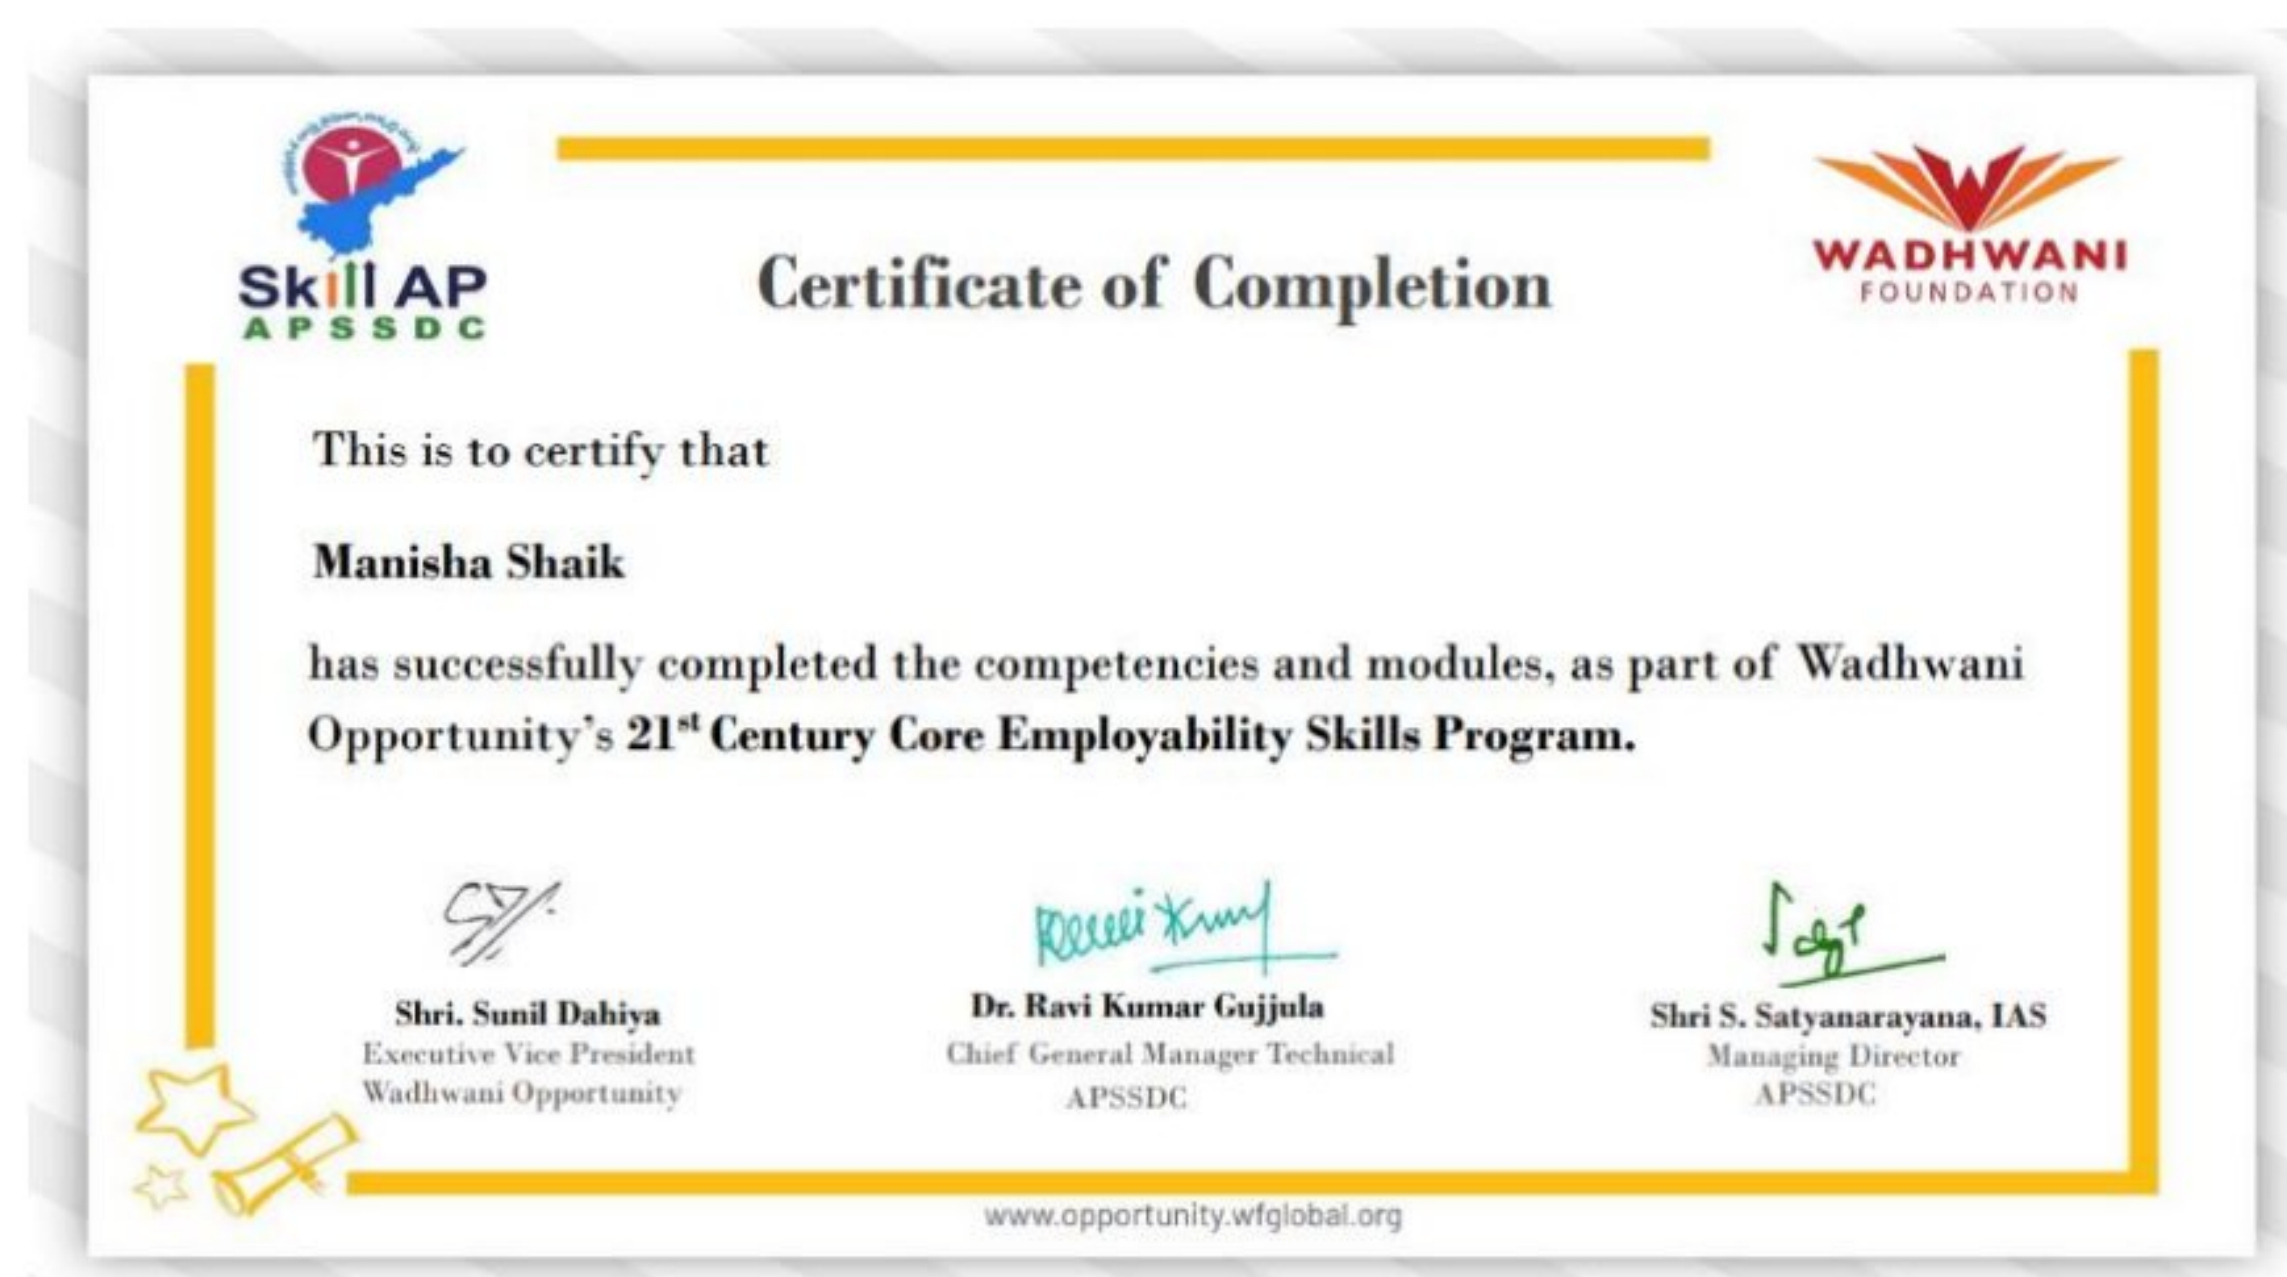 Skill AP
APSSDC
WADHWANI
FOUNDATION
Certificate of Completion
This is to certify that
Manisha Shaik
has successfully completed the competencies and modules, as part of Wadhwani
Opportunity's 21st Century Core Employability Skills Program.
Shri. Sunil Dahiya
Executive Vice President
Wadhwani Opportunity
Dr. Ravi Kumar Gujjula
Chief General Manager Technical
APSSDC
Shri S. Satyanarayana, IAS
Managing Director
APSSDC
www.opportunity.wfglobal.org